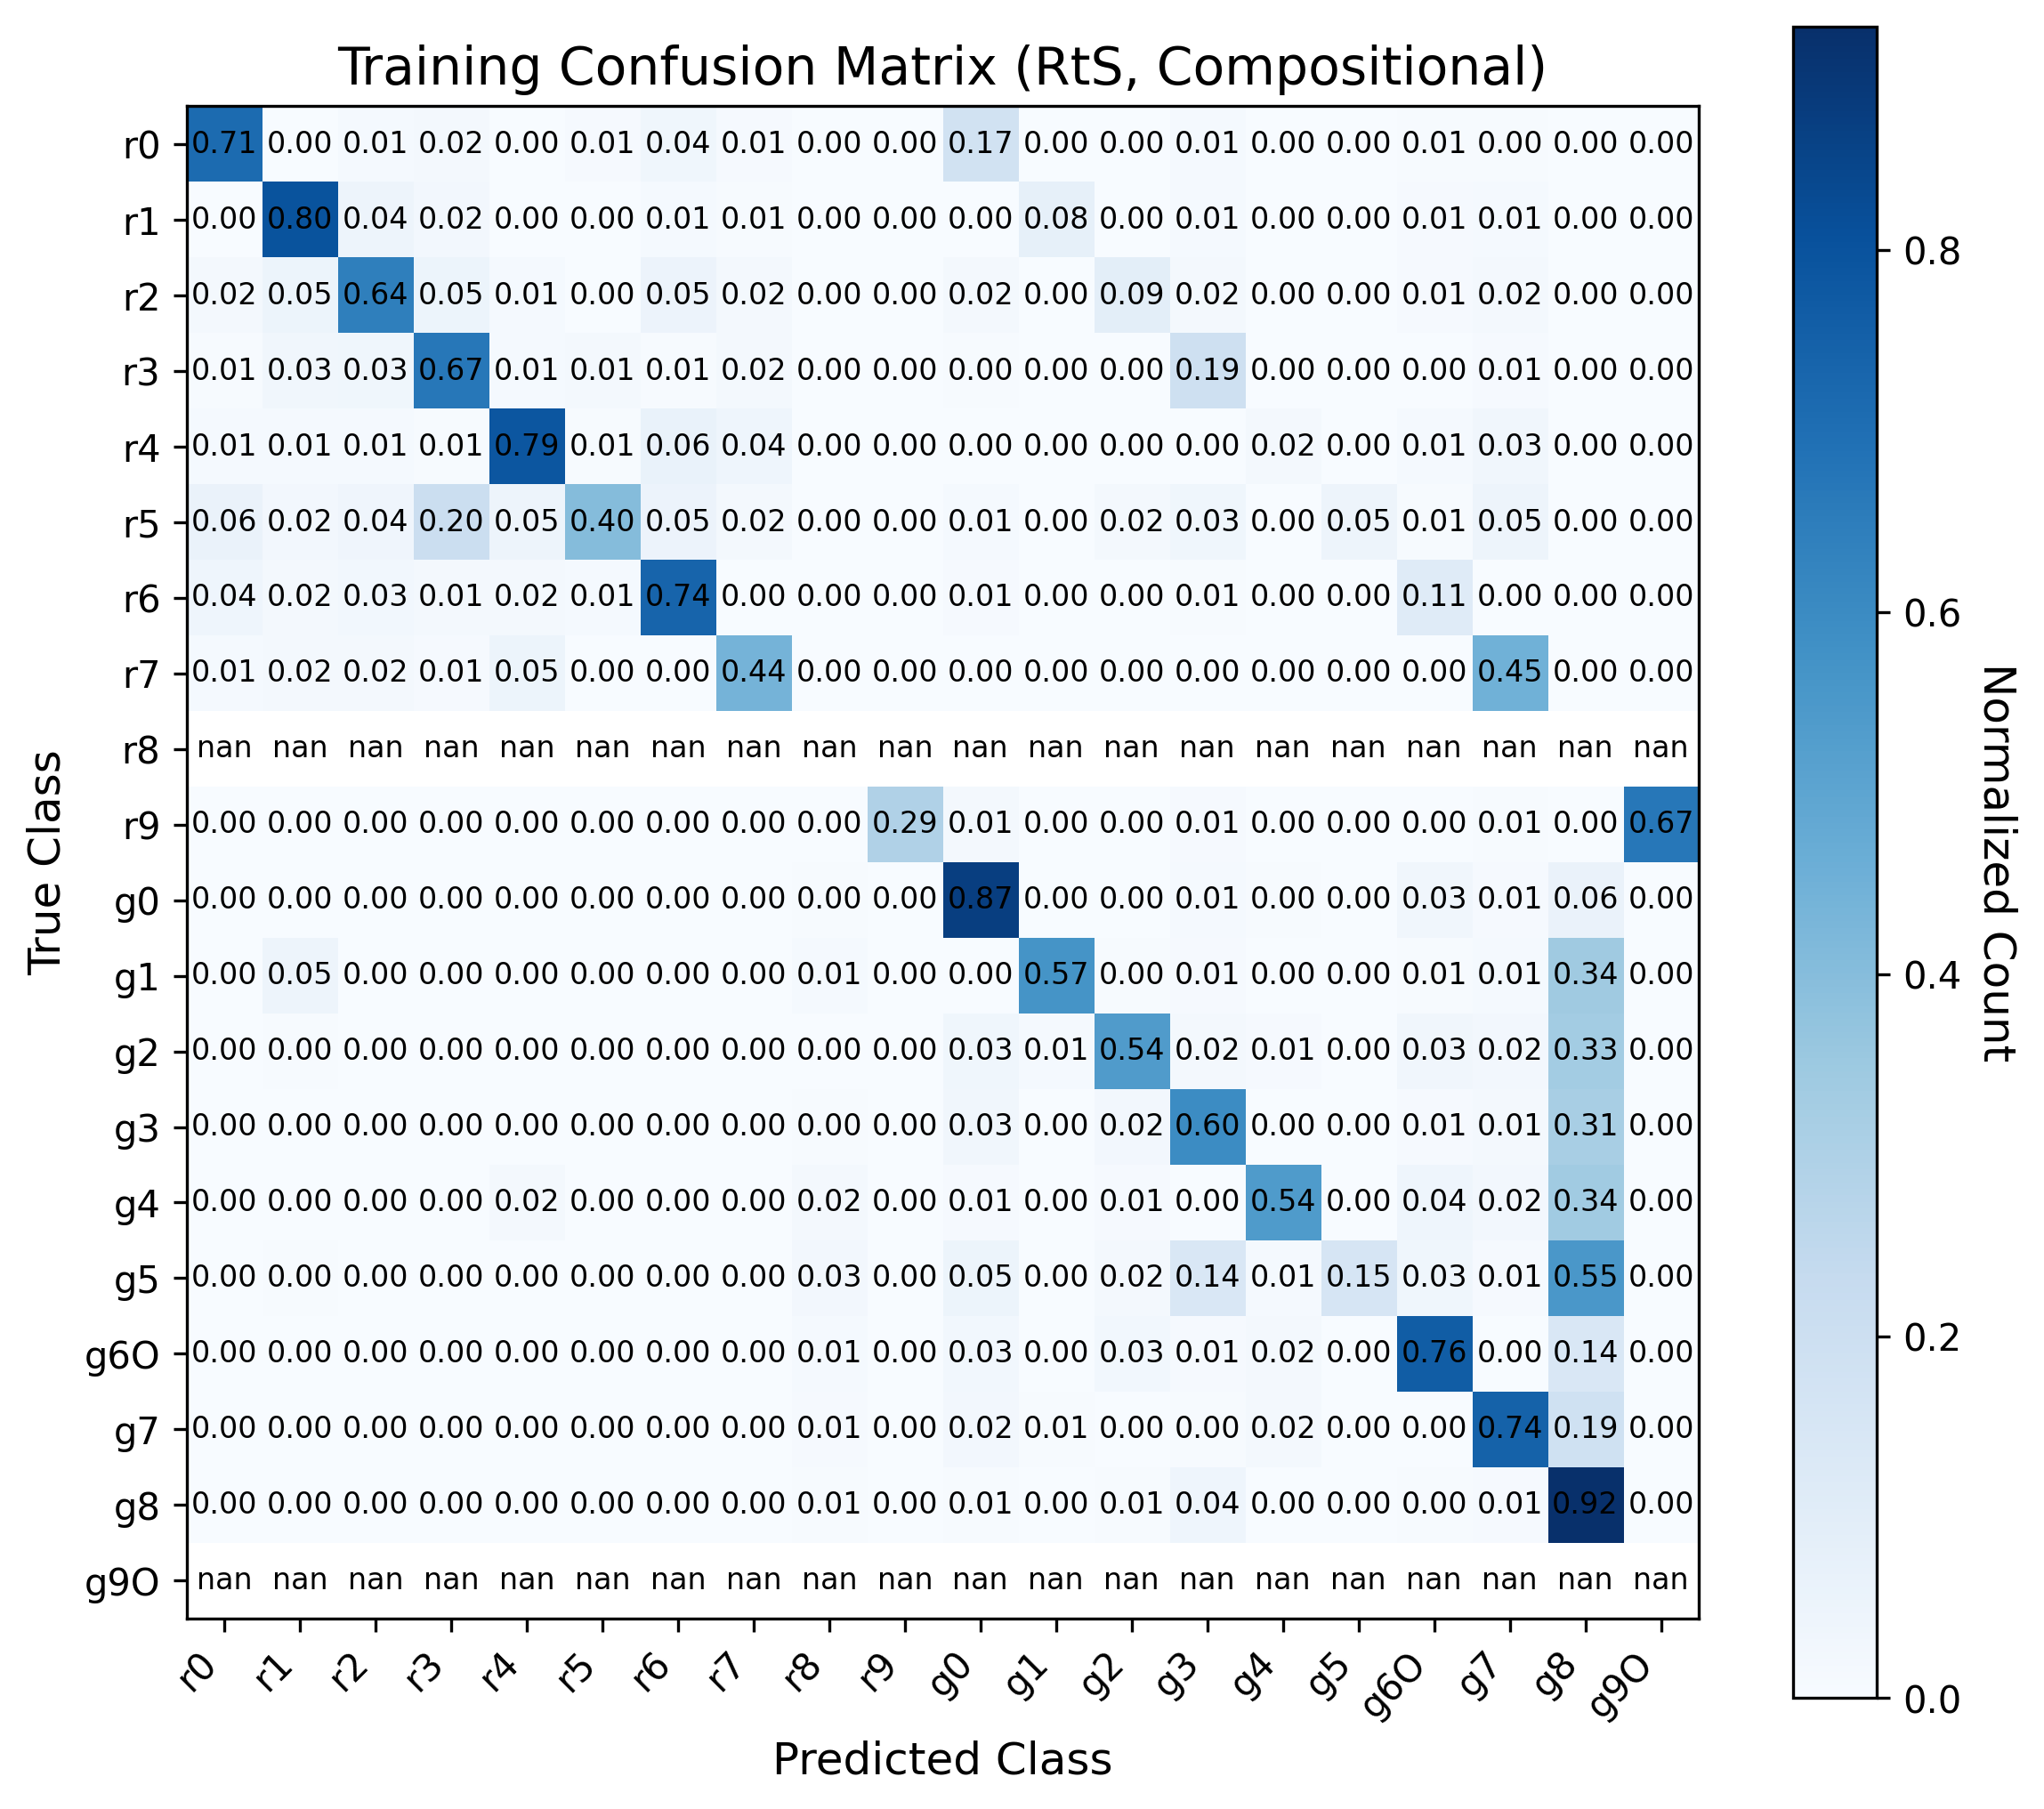 Training Confusion Matrix (RtS, Compositional)
r0 0.71 0.00 0.01 0.02 0.00 0.01 0.04 0.01 0.00 0.00 0.17 0.00 0.00 0.01 0.00 0.00 0.01 0.00 0.00 0.00
r1 0.00 0.80 0.04 0.02 0.00 0.00 0.01 0.01 0.00 0.00 0.00 0.08 0.00 0.01 0.00 0.00 0.01 0.01 0.00 0.00
r2 0.02 0.05 0.64 0.05 0.01 0.00 0.05 0.02 0.00 0.00 0.02 0.00 0.09 0.02 0.00 0.00 0.01 0.02 0.00 0.00
r3 0.01 0.03 0.03 0.67 0.01 0.01 0.01 0.02 0.00 0.00 0.00 0.00 0.00 0.19 0.00 0.00 0.00 0.01 0.00 0.00
r4 0.01 0.01 0.01 0.01 0.79 0.01 0.06 0.04 0.00 0.00 0.00 0.00 0.00 0.00 0.02 0.00 0.01 0.03 0.00 0.00
r5 0.06 0.02 0.04 0.20 0.05 0.40 0.05 0.02 0.00 0.00 0.01 0.00 0.02 0.03 0.00 0.05 0.01 0.05 0.00 0.00
r6 0.04 0.02 0.03 0.01 0.02 0.01 0.74 0.00 0.00 0.00 0.01 0.00 0.00 0.01 0.00 0.00 0.11 0.00 0.00 0.00
r7 0.01 0.02 0.02 0.01 0.05 0.00 0.00 0.44 0.00 0.00 0.00 0.00 0.00 0.00 0.00 0.00 0.00 0.45 0.00 0.00
r8 nan nan nan nan nan nan nan nan nan nan nan nan nan nan nan nan nan nan nan nan
r9 0.00 0.00 0.00 0.00 0.00 0.00 0.00 0.00 0.00 0.29 0.01 0.00 0.00 0.01 0.00 0.00 0.00 0.01 0.00 0.67
g0 0.00 0.00 0.00 0.00 0.00 0.00 0.00 0.00 0.00 0.00 0.87 0.00 0.00 0.01 0.00 0.00 0.03 0.01 0.06 0.00
g1 0.00 0.05 0.00 0.00 0.00 0.00 0.00 0.00 0.01 0.00 0.00 0.57 0.00 0.01 0.00 0.00 0.01 0.01 0.34 0.00
g2 0.00 0.00 0.00 0.00 0.00 0.00 0.00 0.00 0.00 0.00 0.03 0.01 0.54 0.02 0.01 0.00 0.03 0.02 0.33 0.00
g3 0.00 0.00 0.00 0.00 0.00 0.00 0.00 0.00 0.00 0.00 0.03 0.00 0.02 0.60 0.00 0.00 0.01 0.01 0.31 0.00
g4 0.00 0.00 0.00 0.00 0.02 0.00 0.00 0.00 0.02 0.00 0.01 0.00 0.01 0.00 0.54 0.00 0.04 0.02 0.34 0.00
g5 0.00 0.00 0.00 0.00 0.00 0.00 0.00 0.00 0.03 0.00 0.05 0.00 0.02 0.14 0.01 0.15 0.03 0.01 0.55 0.00
g6O 0.00 0.00 0.00 0.00 0.00 0.00 0.00 0.00 0.01 0.00 0.03 0.00 0.03 0.01 0.02 0.00 0.76 0.00 0.14 0.00
g7 0.00 0.00 0.00 0.00 0.00 0.00 0.00 0.00 0.01 0.00 0.02 0.01 0.00 0.00 0.02 0.00 0.00 0.74 0.19 0.00
g8 0.00 0.00 0.00 0.00 0.00 0.00 0.00 0.00 0.01 0.00 0.01 0.00 0.01 0.04 0.00 0.00 0.00 0.01 0.92 0.00
g9O nan nan nan nan nan nan nan nan nan nan nan nan nan nan nan nan nan nan nan nan
r0 r1 r2 r3 r4 r5 r6 r7 r8 r9 g0 g1 g2 g3 g4 g5 g6O g7 g8 g9O
Predicted Class
True Class
0.8
0.6
0.4
0.2
0.0
Normalized Count